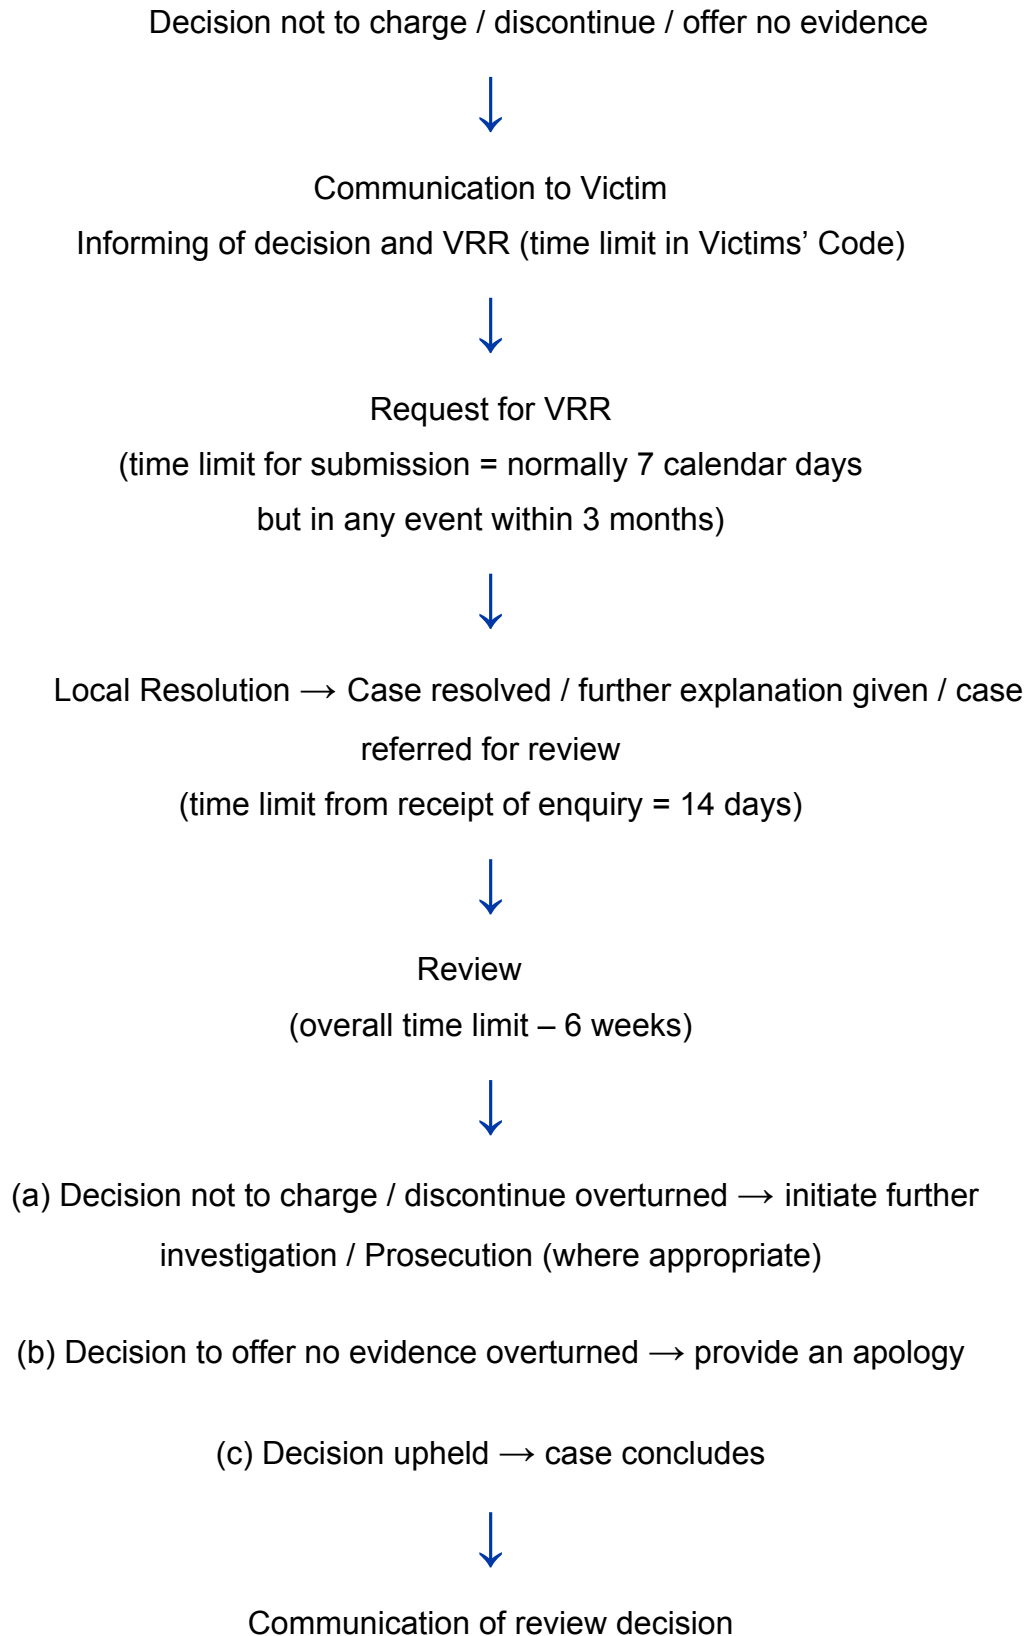 Decision not to charge / discontinue / offer no evidence
↓
Communication to Victim
Informing of decision and VRR (time limit in Victims’ Code)
↓
Request for VRR
(time limit for submission = normally 7 calendar days
but in any event within 3 months)
↓
Local Resolution → Case resolved / further explanation given / case
referred for review
(time limit from receipt of enquiry = 14 days)
↓
Review
(overall time limit – 6 weeks)
↓
(a) Decision not to charge / discontinue overturned → initiate further
investigation / Prosecution (where appropriate)
(b) Decision to offer no evidence overturned → provide an apology
(c) Decision upheld → case concludes
↓
Communication of review decision